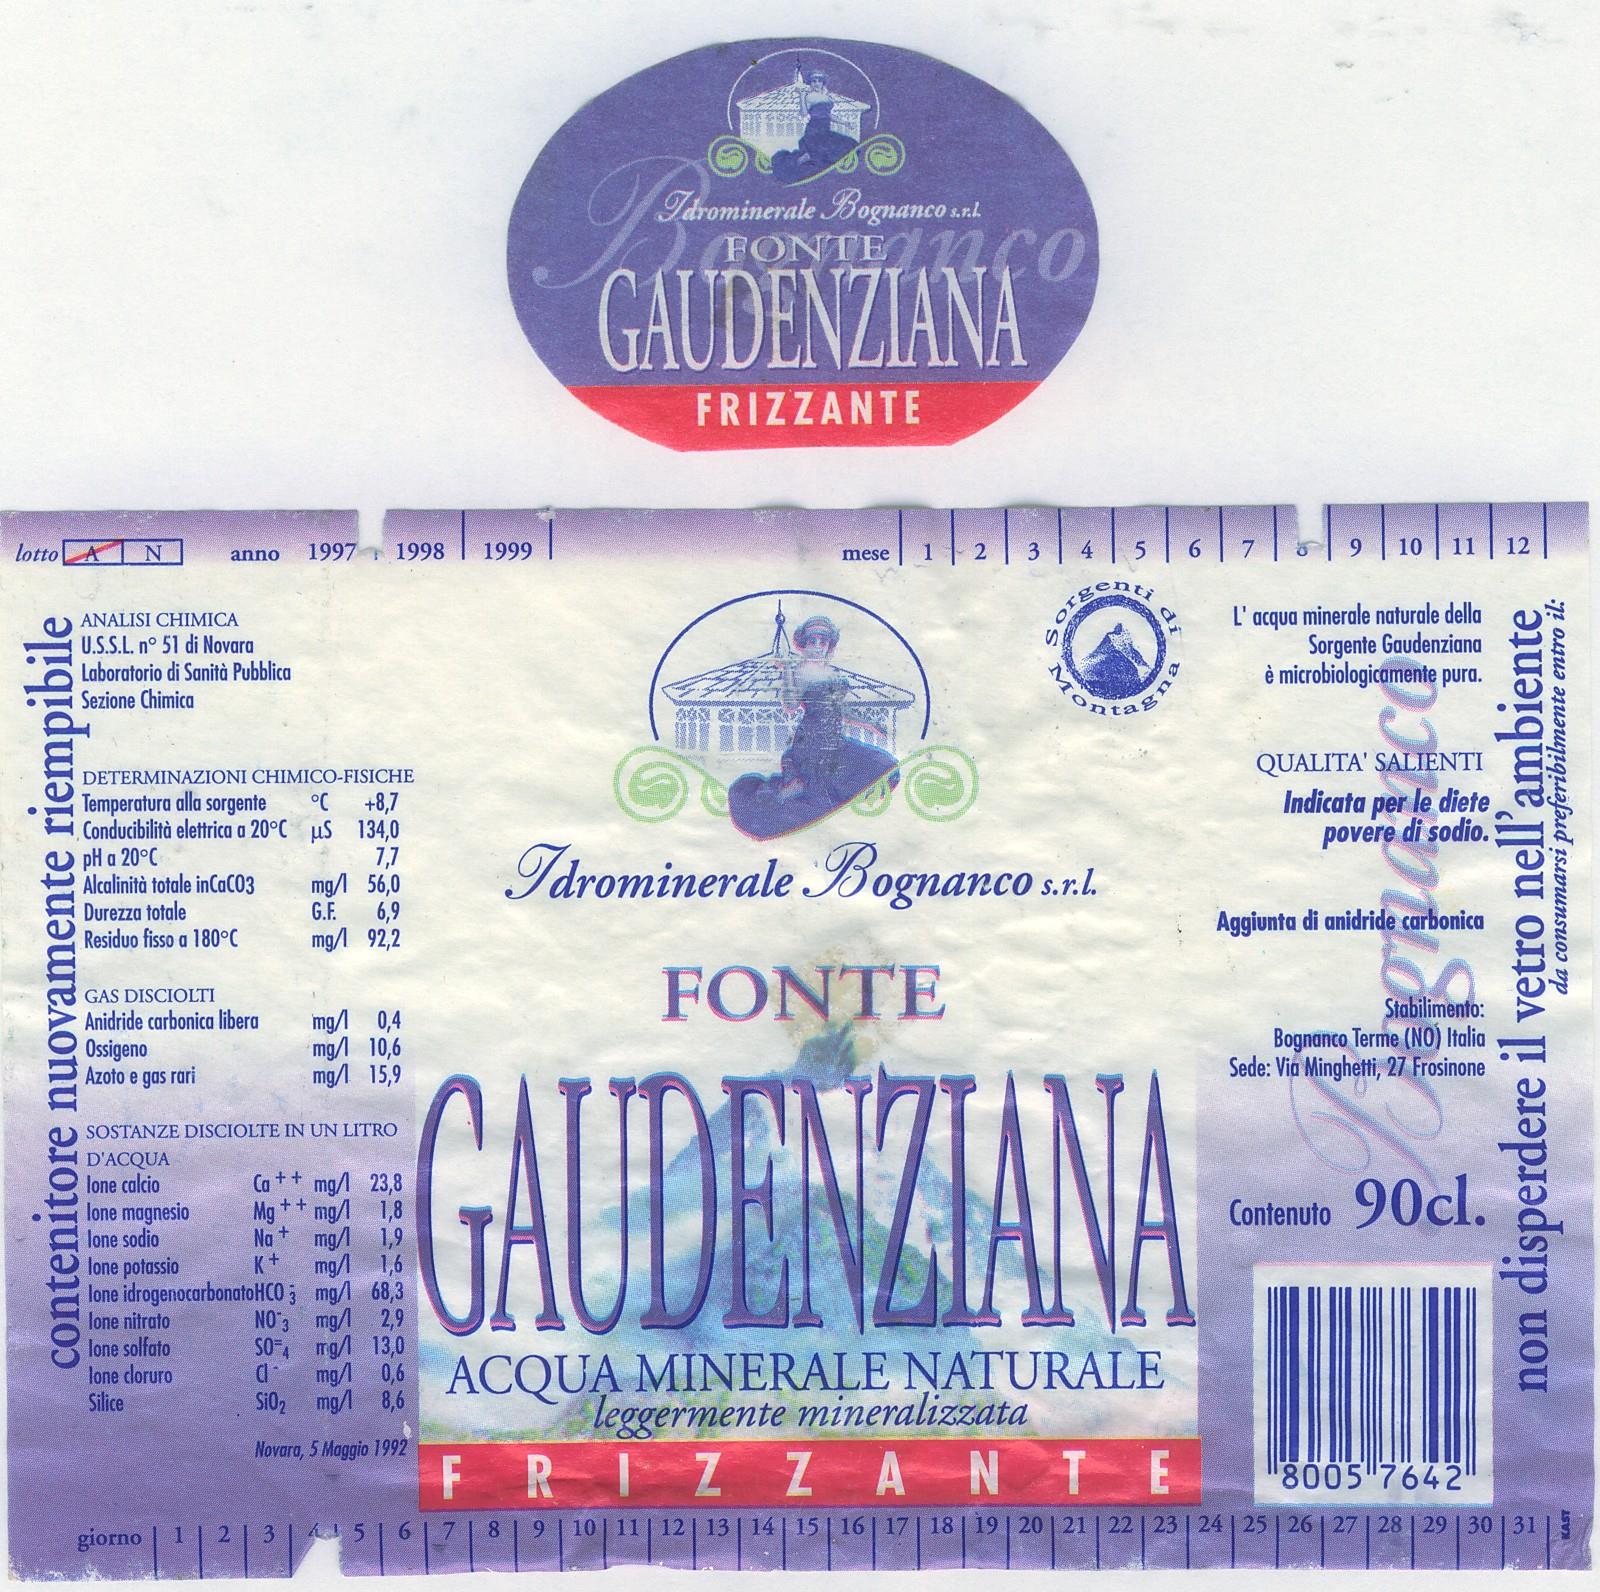 Idrominerale Bognanco s.r.l.
Bognanco
FONTE
GAUDENZIANA
FRIZZANTE
lotto A N anno 1997 1998 1999
mese 1 2 3 4 5 6 7 8 9 10 11 12
contenitore nuovamente riempibile
ANALISI CHIMICA
U.S.S.L. n° 51 di Novara
Laboratorio di Sanità Pubblica
Sezione Chimica
DETERMINAZIONI CHIMICO-FISICHE
Temperatura alla sorgente °C +8,7
Conducibilità elettrica a 20°C µS 134,0
pH a 20°C 7,7
Alcalinità totale inCaCO3 mg/l 56,0
Durezza totale G.F. 6,9
Residuo fisso a 180°C mg/l 92,2
GAS DISCIOLTI
Anidride carbonica libera mg/l 0,4
Ossigeno mg/l 10,6
Azoto e gas rari mg/l 15,9
SOSTANZE DISCIOLTE IN UN LITRO
D'ACQUA
Ione calcio Ca++ mg/l 23,8
Ione magnesio Mg++ mg/l 1,8
Ione sodio Na+ mg/l 1,9
Ione potassio K+ mg/l 1,6
Ione idrogenocarbonatoHCO-3 mg/l 68,3
Ione nitrato NO-3 mg/l 2,9
Ione solfato SO=4 mg/l 13,0
Ione cloruro Cl- mg/l 0,6
Silice SiO2 mg/l 8,6
Novara, 5 Maggio 1992
Sorgenti di
Montagna
Idrominerale Bognanco s.r.l.
FONTE
GAUDENZIANA
ACQUA MINERALE NATURALE
leggermente mineralizzata
FRIZZANTE
L' acqua minerale naturale della
Sorgente Gaudenziana
è microbiologicamente pura.
QUALITA' SALIENTI
Indicata per le diete
povere di sodio.
Aggiunta di anidride carbonica
Bognanco
Stabilimento:
Bognanco Terme (NO) Italia
Sede: Via Minghetti, 27 Frosinone
Contenuto 90cl.
8005 7642
non disperdere il vetro nell'ambiente
da consumarsi preferibilmente entro il:
giorno 1 2 3 4 5 6 7 8 9 10 11 12 13 14 15 16 17 18 19 20 21 22 23 24 25 26 27 28 29 30 31